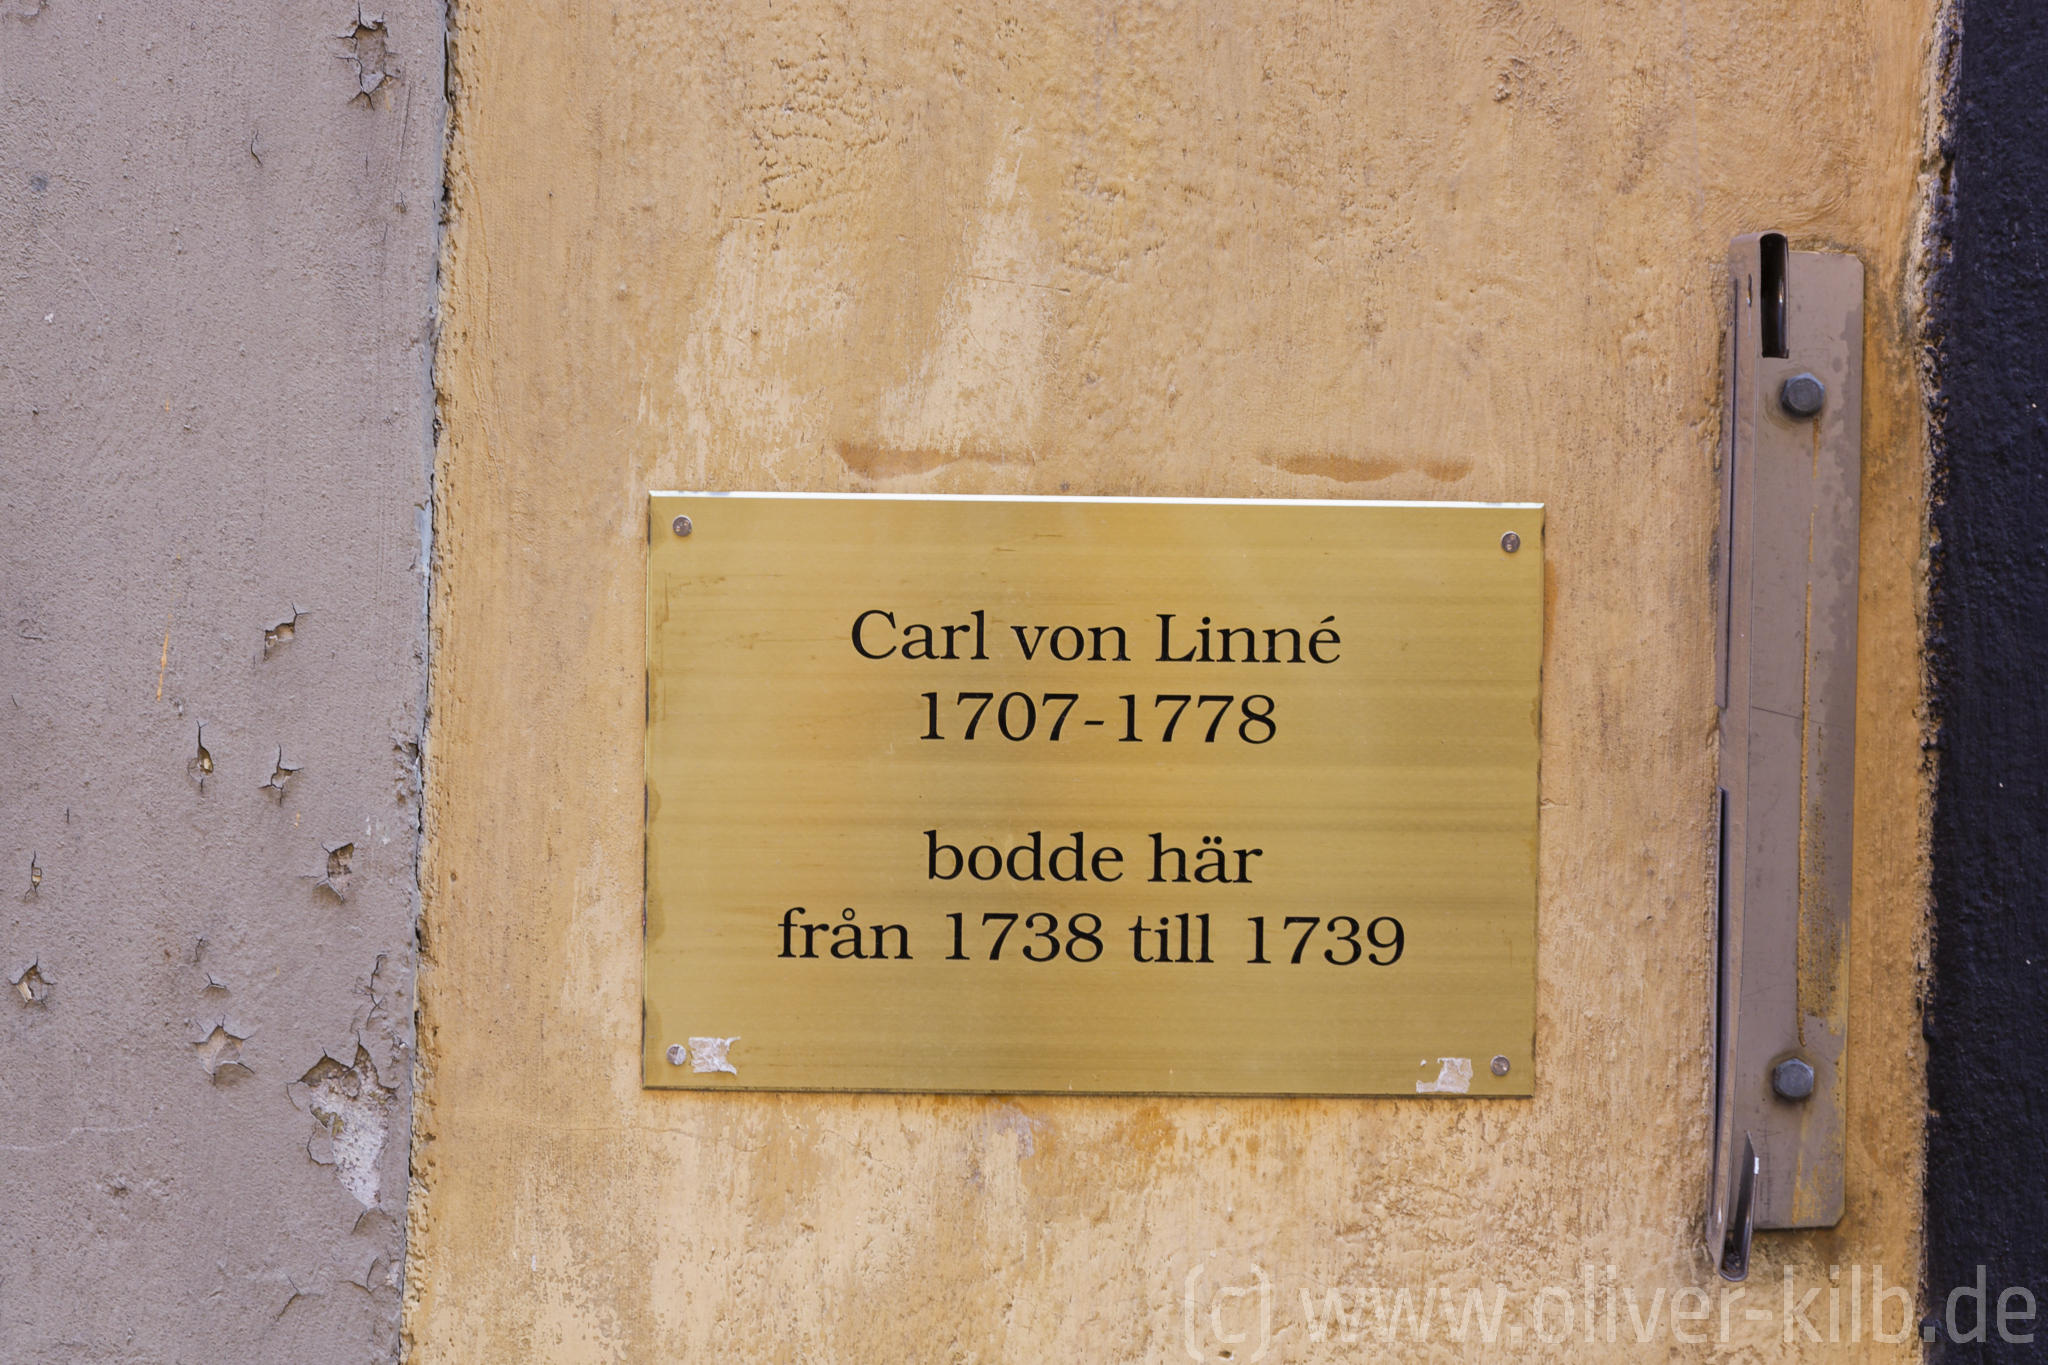 Carl von Linné
1707-1778
bodde här
från 1738 till 1739
(c) www.oliver-kilb.de